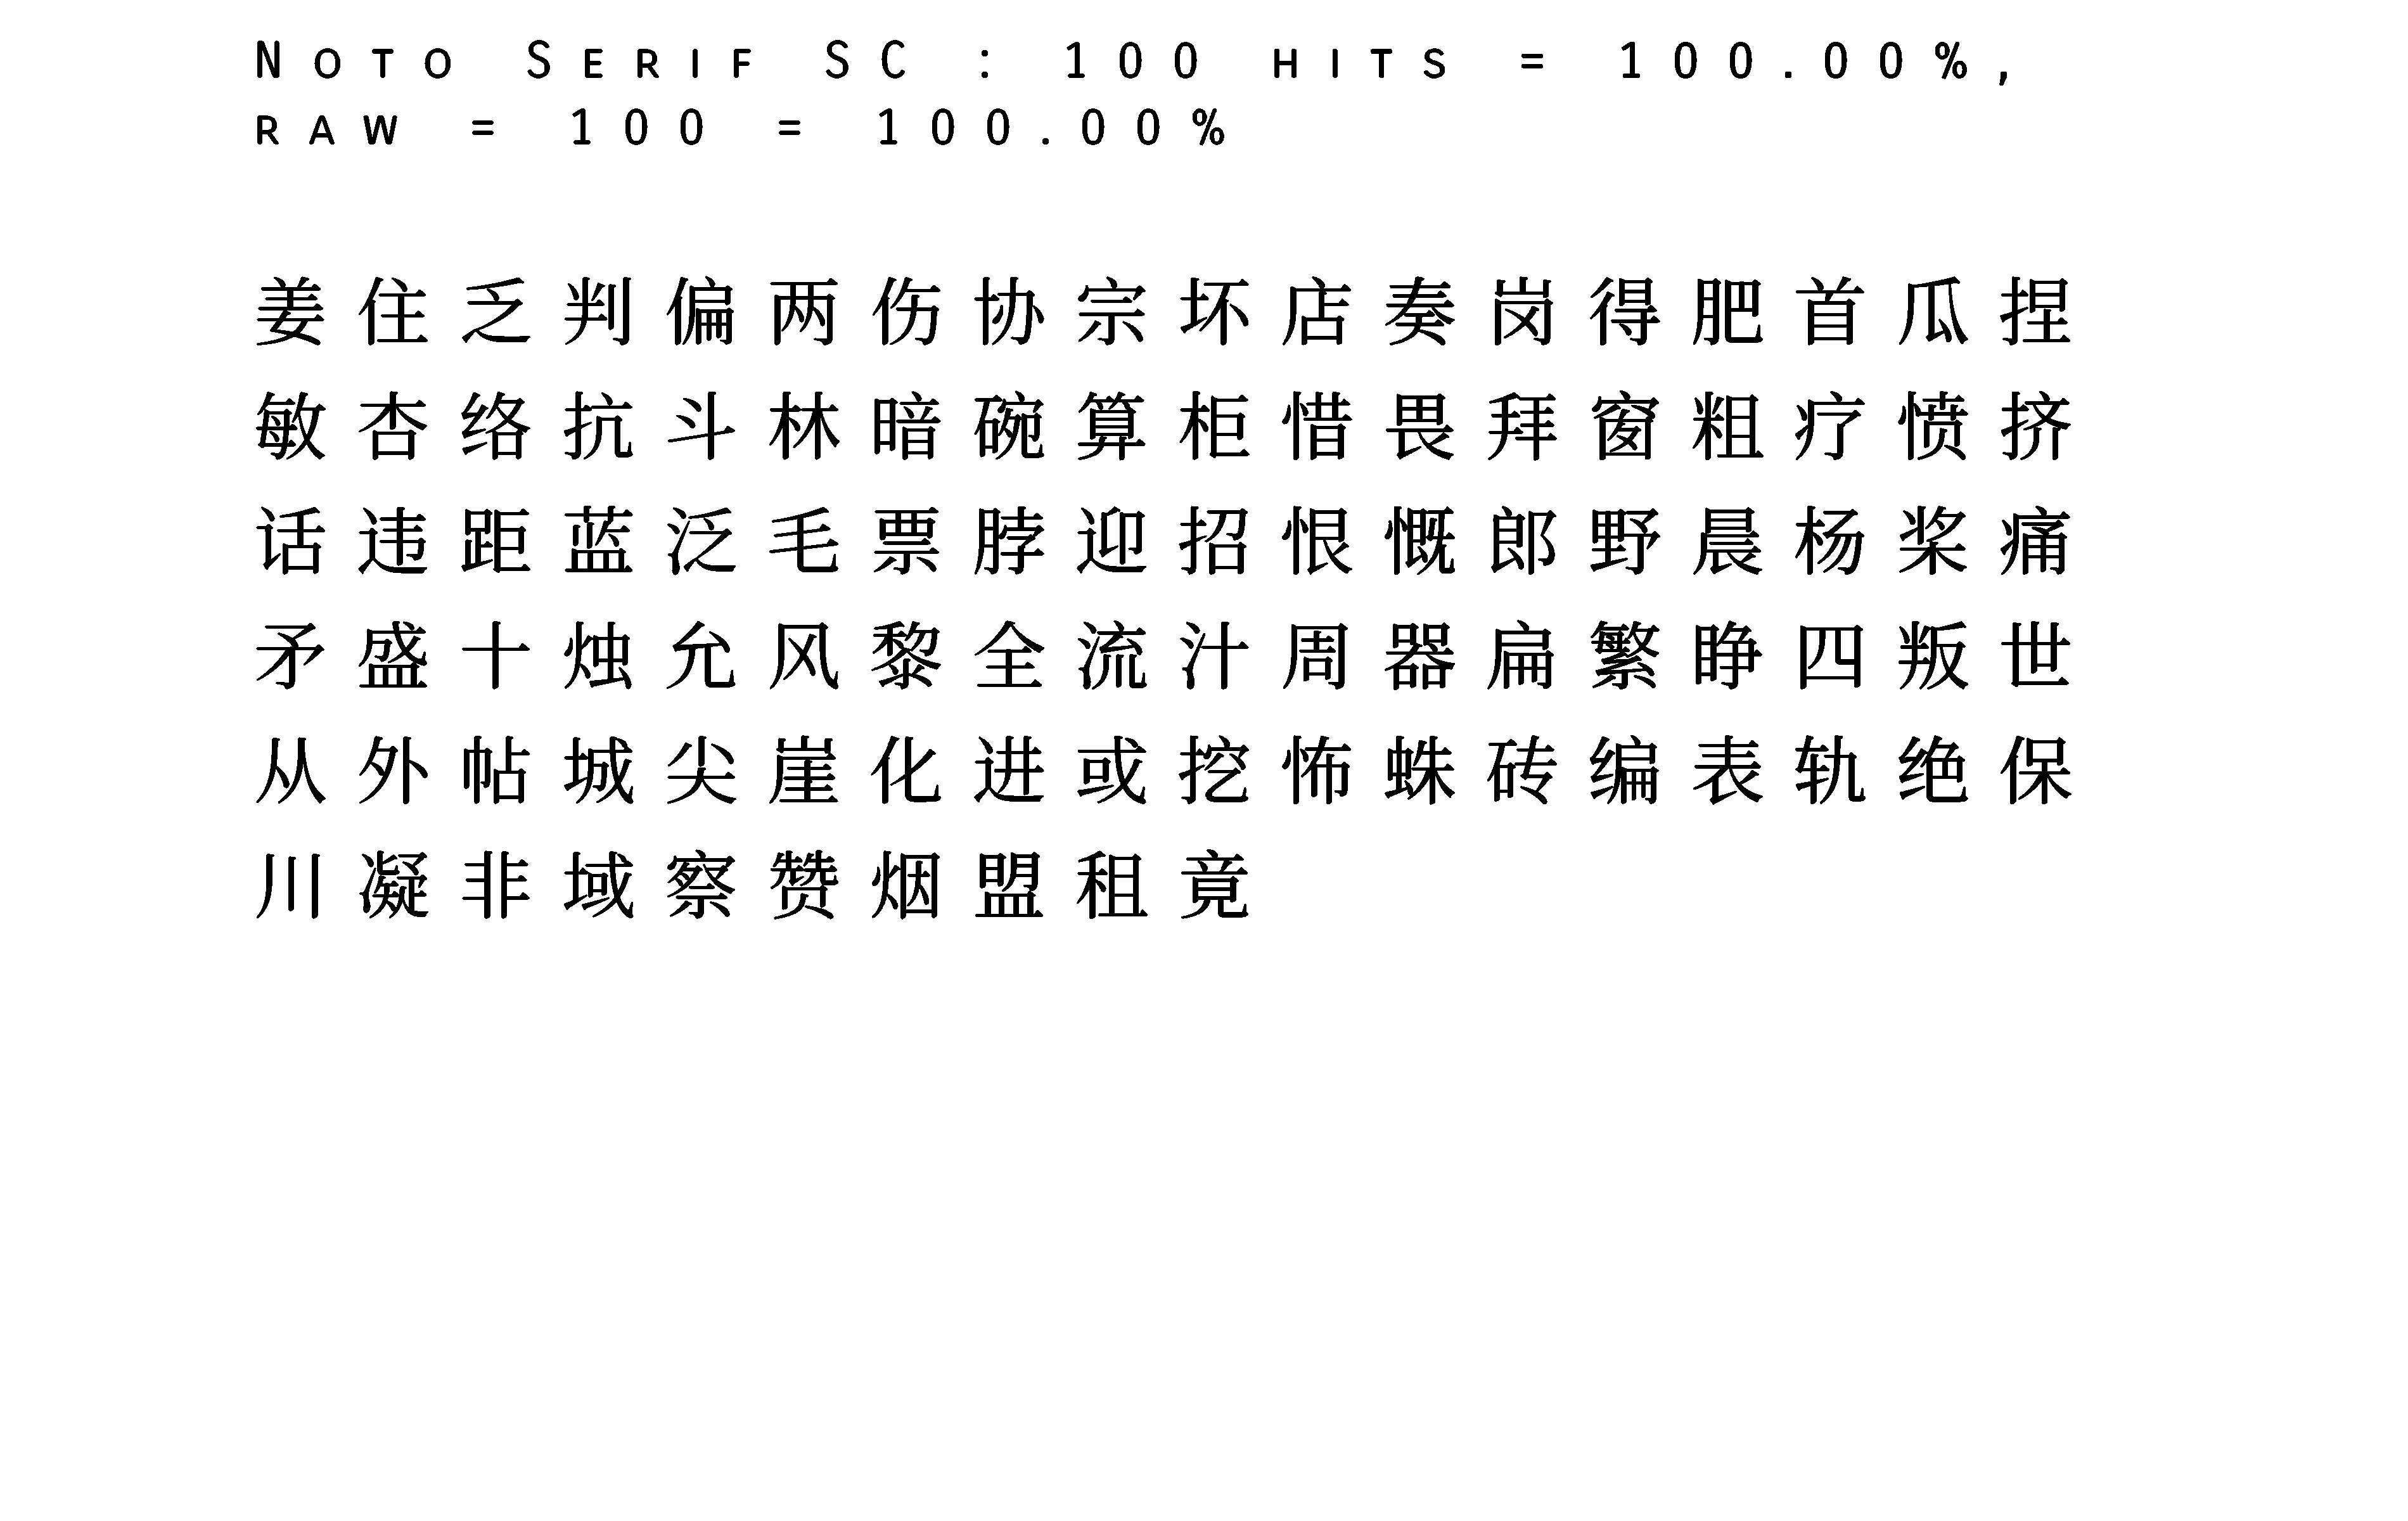 Noto Serif SC : 100 hits = 100.00%,
raw = 100 = 100.00%
姜住乏判偏两伤协宗坏店奏岗得肥首瓜捏
敏杏络抗斗林暗碗算柜惜畏拜窗粗疗愤挤
话违距蓝泛毛票脖迎招恨慨郎野晨杨桨痛
矛盛十烛允风黎全流汁周器扁繁睁四叛世
从外帖城尖崖化进或挖怖蛛砖编表轨绝保
川凝非域察赞烟盟租竟